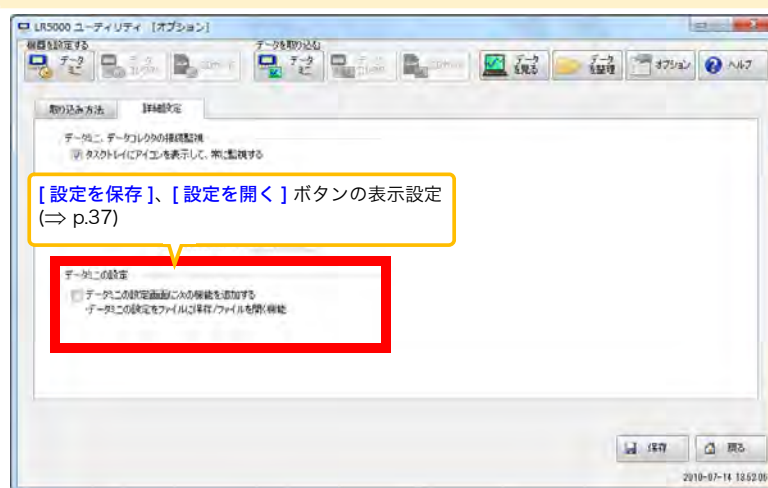 LR5000 ユーティリティ [オプション]
機器を設定する
データを取り込む
データミニ
データミニ
データを見る
データを整理
オプション
ヘルプ
取り込み方法
詳細設定
データミニ、データコレクタの接続監視
タスクトレイにアイコンを表示して、常に監視する
[ 設定を保存 ]、[ 設定を開く ] ボタンの表示設定
(⇒ p.37)
データミニの設定
データミニの設定画面に次の機能を追加する
データミニの設定をファイルに保存/ファイルを開く機能
保存
戻る
2010-07-14